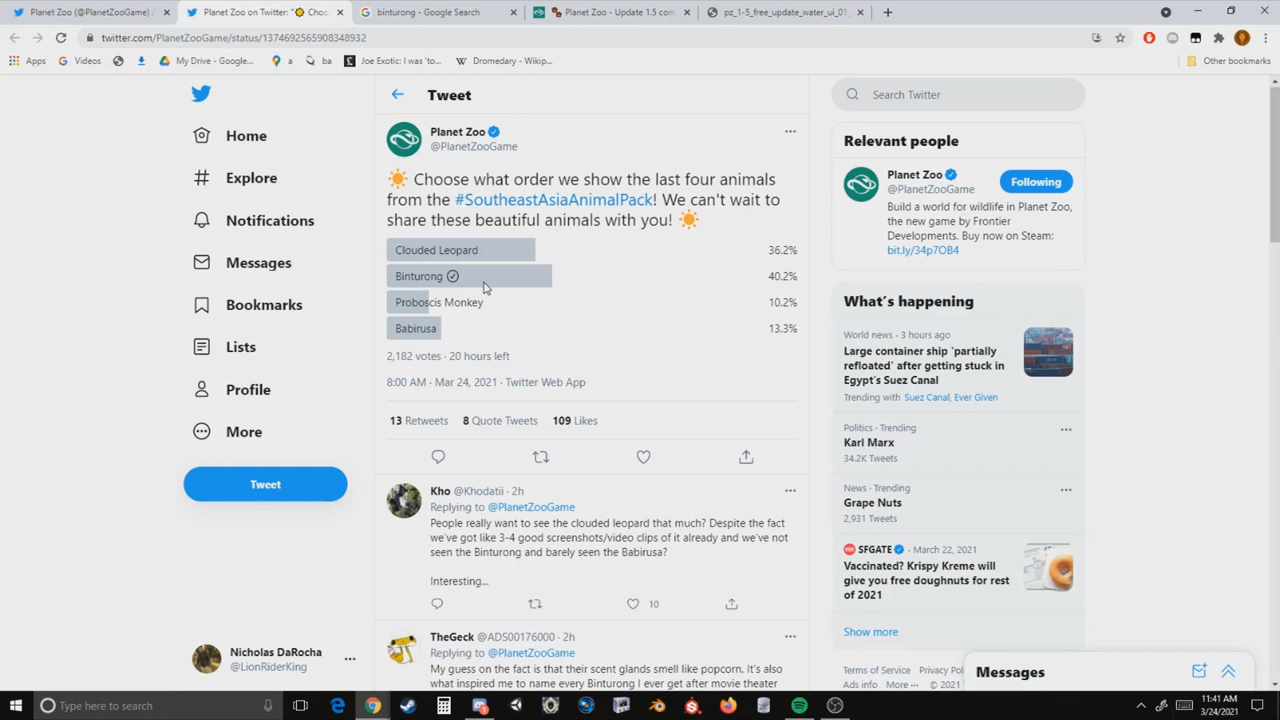 Planet Zoo (@PlanetZooGame) /
Planet Zoo on Twitter: "☀ Choo
binturong - Google Search
Planet Zoo - Update 1.5 com
pz_1-5_free_update_water_ui_01_
twitter.com/PlanetZooGame/status/1374692565908348932
Apps
Videos
My Drive - Google...
a
ba
Joe Exotic: I was 'to...
Dromedary - Wikip...
Other bookmarks
Home
Explore
Notifications
Messages
Bookmarks
Lists
Profile
More
Tweet
Nicholas DaRocha
@LionRiderKing
Tweet
Planet Zoo
@PlanetZooGame
☀ Choose what order we show the last four animals
from the #SoutheastAsiaAnimalPack! We can't wait to
share these beautiful animals with you! ☀
Clouded Leopard 36.2%
Binturong 40.2%
Proboscis Monkey 10.2%
Babirusa 13.3%
2,182 votes · 20 hours left
8:00 AM · Mar 24, 2021 · Twitter Web App
13 Retweets 8 Quote Tweets 109 Likes
Kho @Khodatii · 2h
Replying to @PlanetZooGame
People really want to see the clouded leopard that much? Despite the fact
we've got like 3-4 good screenshots/video clips of it already and we've not
seen the Binturong and barely seen the Babirusa?
Interesting...
10
TheGeck @ADS00176000 · 2h
Replying to @PlanetZooGame
My guess on the fact is that their scent glands smell like popcorn. It's also
what inspired me to name every Binturong I ever get after movie theater
Search Twitter
Relevant people
Planet Zoo
@PlanetZooGame
Following
Build a world for wildlife in Planet Zoo,
the new game by Frontier
Developments. Buy now on Steam:
bit.ly/34p7OB4
What's happening
World news · 3 hours ago
Large container ship 'partially
refloated' after getting stuck in
Egypt's Suez Canal
Trending with Suez Canal, Ever Given
Politics · Trending
Karl Marx
34.2K Tweets
News · Trending
Grape Nuts
2,931 Tweets
SFGATE · March 22, 2021
Vaccinated? Krispy Kreme will
give you free doughnuts for rest
of 2021
Show more
Terms of Service Privacy Pol
Ads info More ··· © 2021
Messages
Type here to search
11:41 AM
3/24/2021